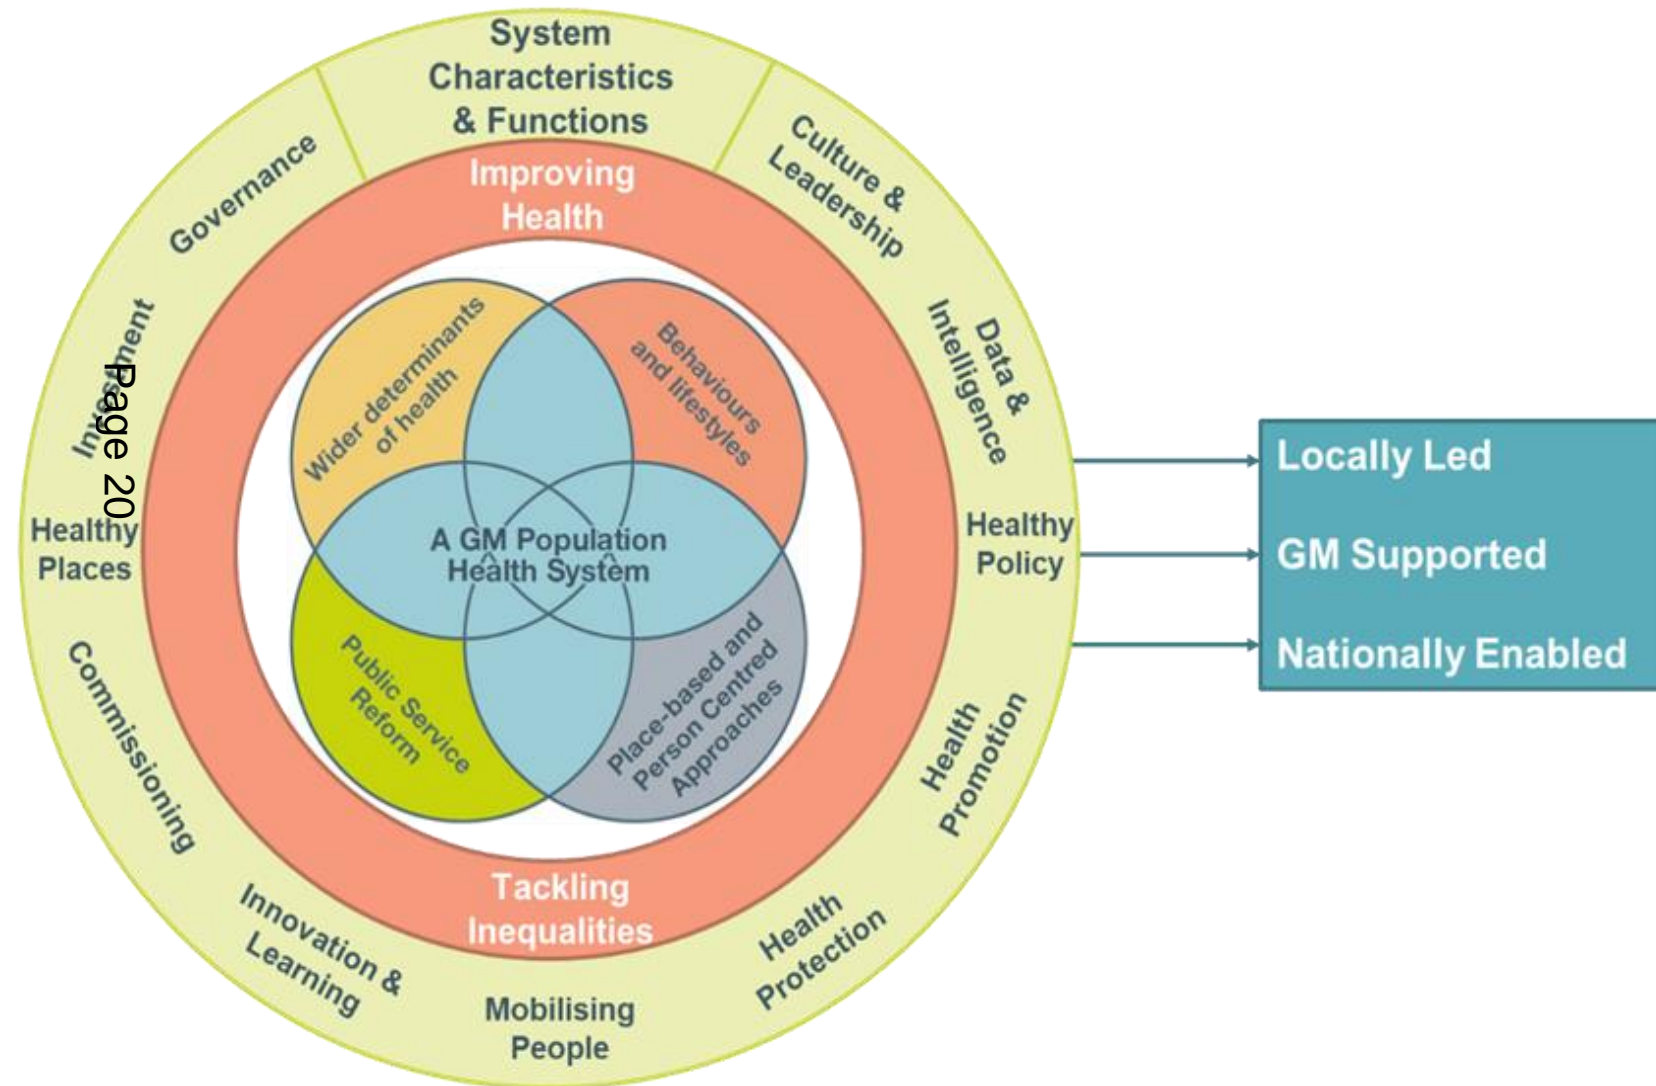 System
Characteristics
& Functions
Culture &
Leadership
Data &
Intelligence
Healthy
Policy
Health
Promotion
Health
Protection
Mobilising
People
Innovation &
Learning
Commissioning
Healthy
Places
Investment
Governance
Improving
Health
Tackling
Inequalities
Wider determinants
of health
Behaviours
and lifestyles
A GM Population
Health System
Public Service
Reform
Place-based and
Person Centred
Approaches
Locally Led
GM Supported
Nationally Enabled
Page 20